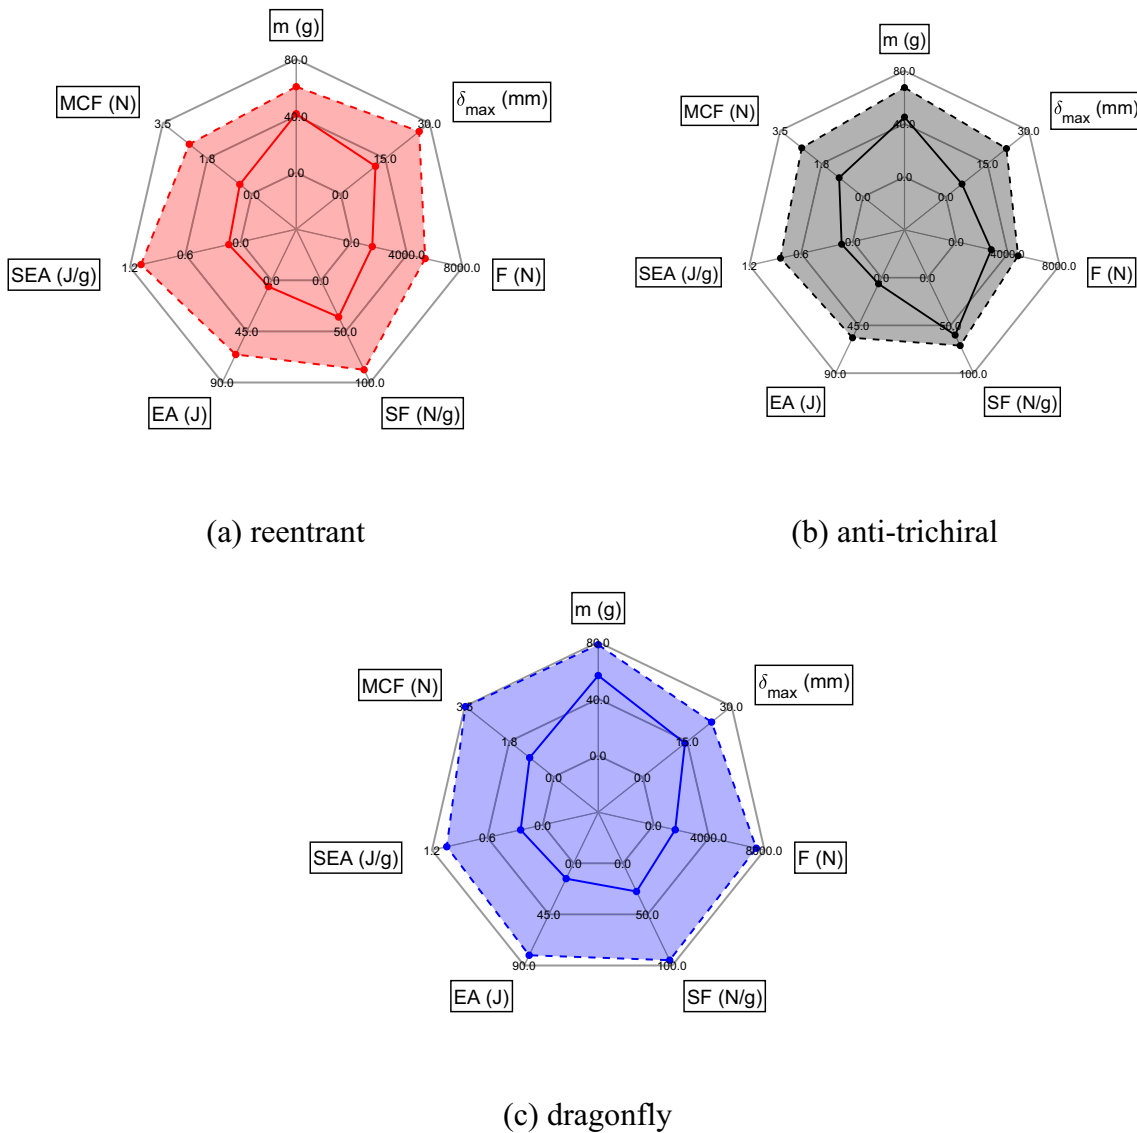 m (g)
80.0
MCF (N)
δmax (mm)
3.5
30.0
40.0
1.8
15.0
0.0
0.0
0.0
SEA (J/g)
1.2
0.6
0.0
0.0
4000.0
8000.0
F (N)
0.0
0.0
45.0
50.0
90.0
100.0
EA (J)
SF (N/g)
(a) reentrant
m (g)
80.0
MCF (N)
δmax (mm)
3.5
30.0
40.0
1.8
15.0
0.0
0.0
0.0
SEA (J/g)
1.2
0.6
0.0
0.0
4000.0
8000.0
F (N)
0.0
0.0
45.0
50.0
90.0
100.0
EA (J)
SF (N/g)
(b) anti-trichiral
m (g)
80.0
MCF (N)
δmax (mm)
3.5
30.0
40.0
1.8
15.0
0.0
0.0
0.0
SEA (J/g)
1.2
0.6
0.0
0.0
4000.0
8000.0
F (N)
0.0
0.0
45.0
50.0
90.0
100.0
EA (J)
SF (N/g)
(c) dragonfly